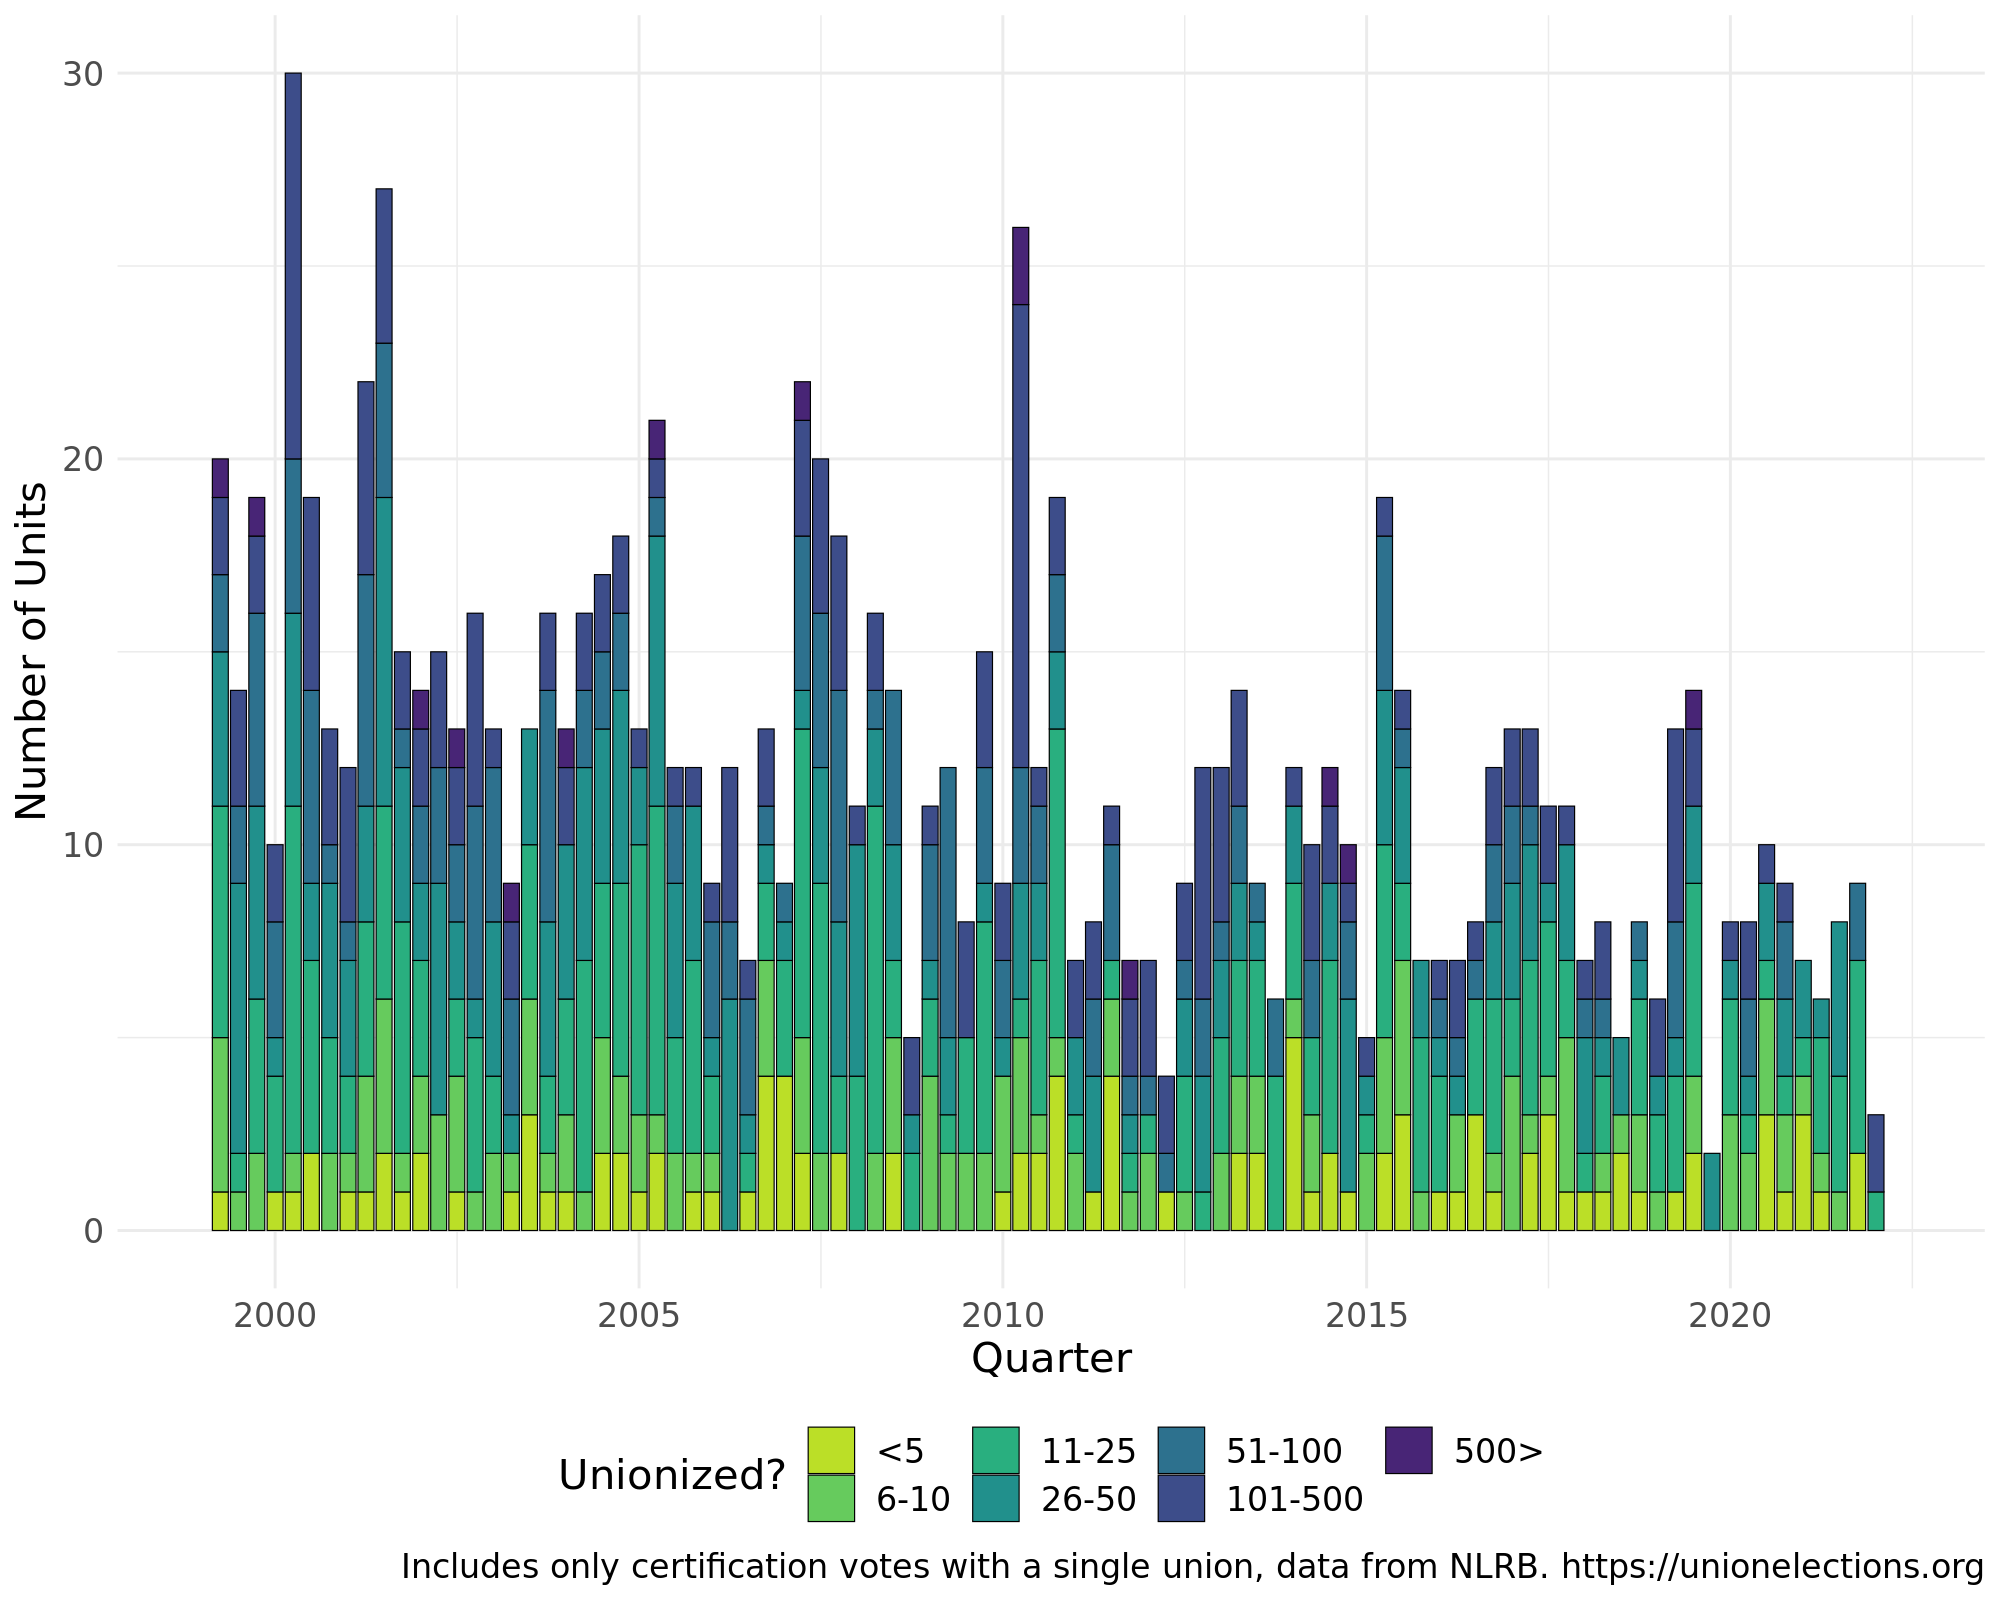 30
20
10
0
Number of Units
2000 2005 2010 2015 2020
Quarter
Unionized?
<5 11-25 51-100 500>
6-10 26-50 101-500
Includes only certification votes with a single union, data from NLRB. https://unionelections.org